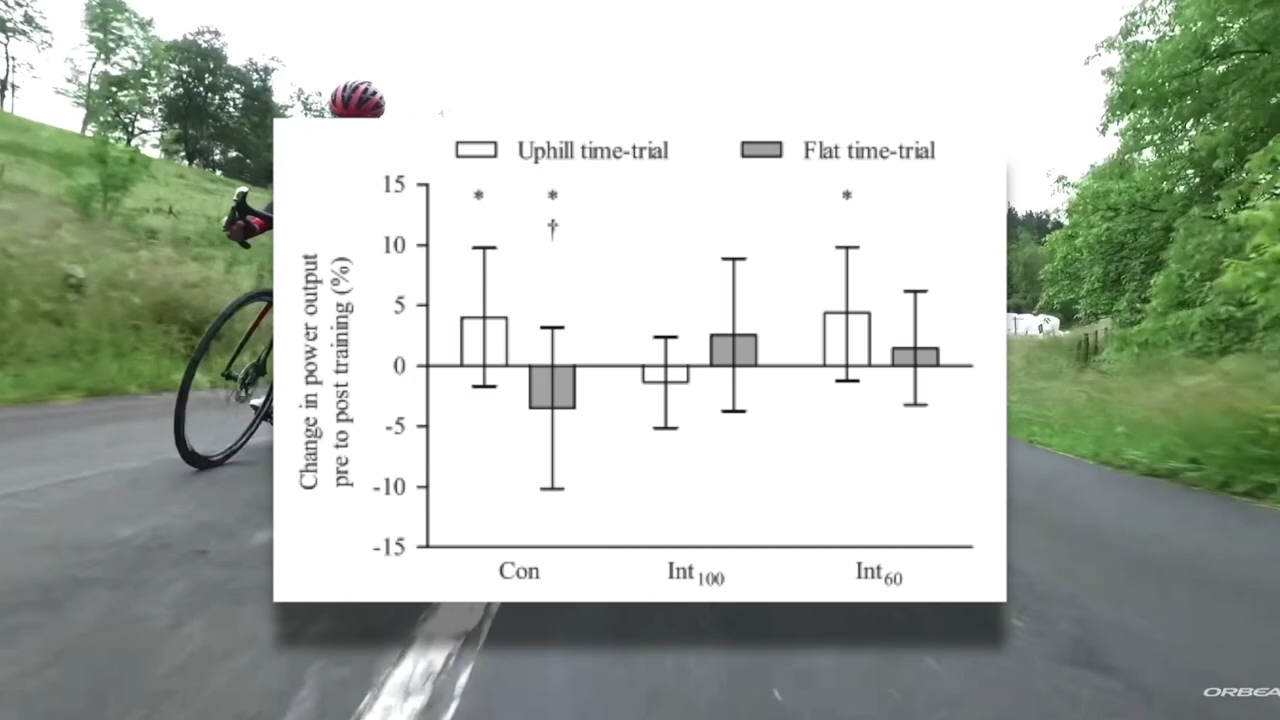 Uphill time-trial
Flat time-trial
Change in power output
pre to post training (%)
15
10
5
0
-5
-10
-15
* * †
*
Con
Int100
Int60
ORBEA